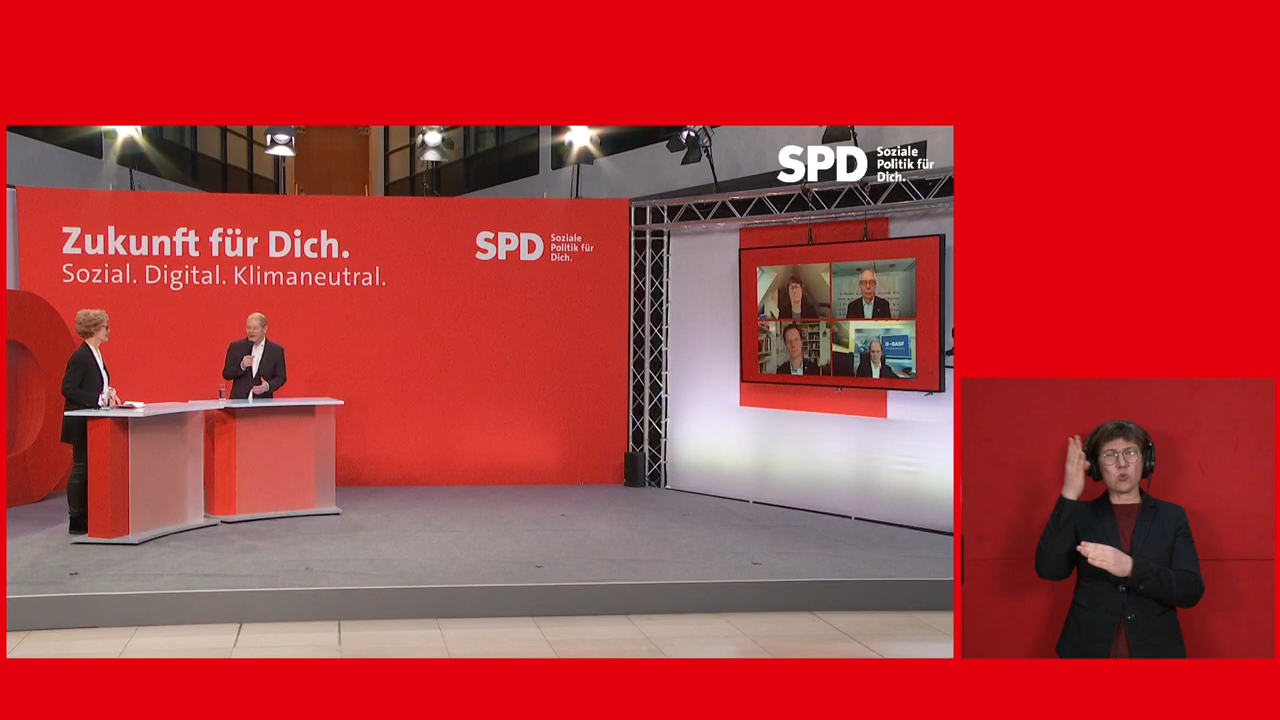 SPD
Soziale
Politik für
Dich.
Zukunft für Dich.
Sozial. Digital. Klimaneutral.
SPD
Soziale
Politik für
Dich.
BASF